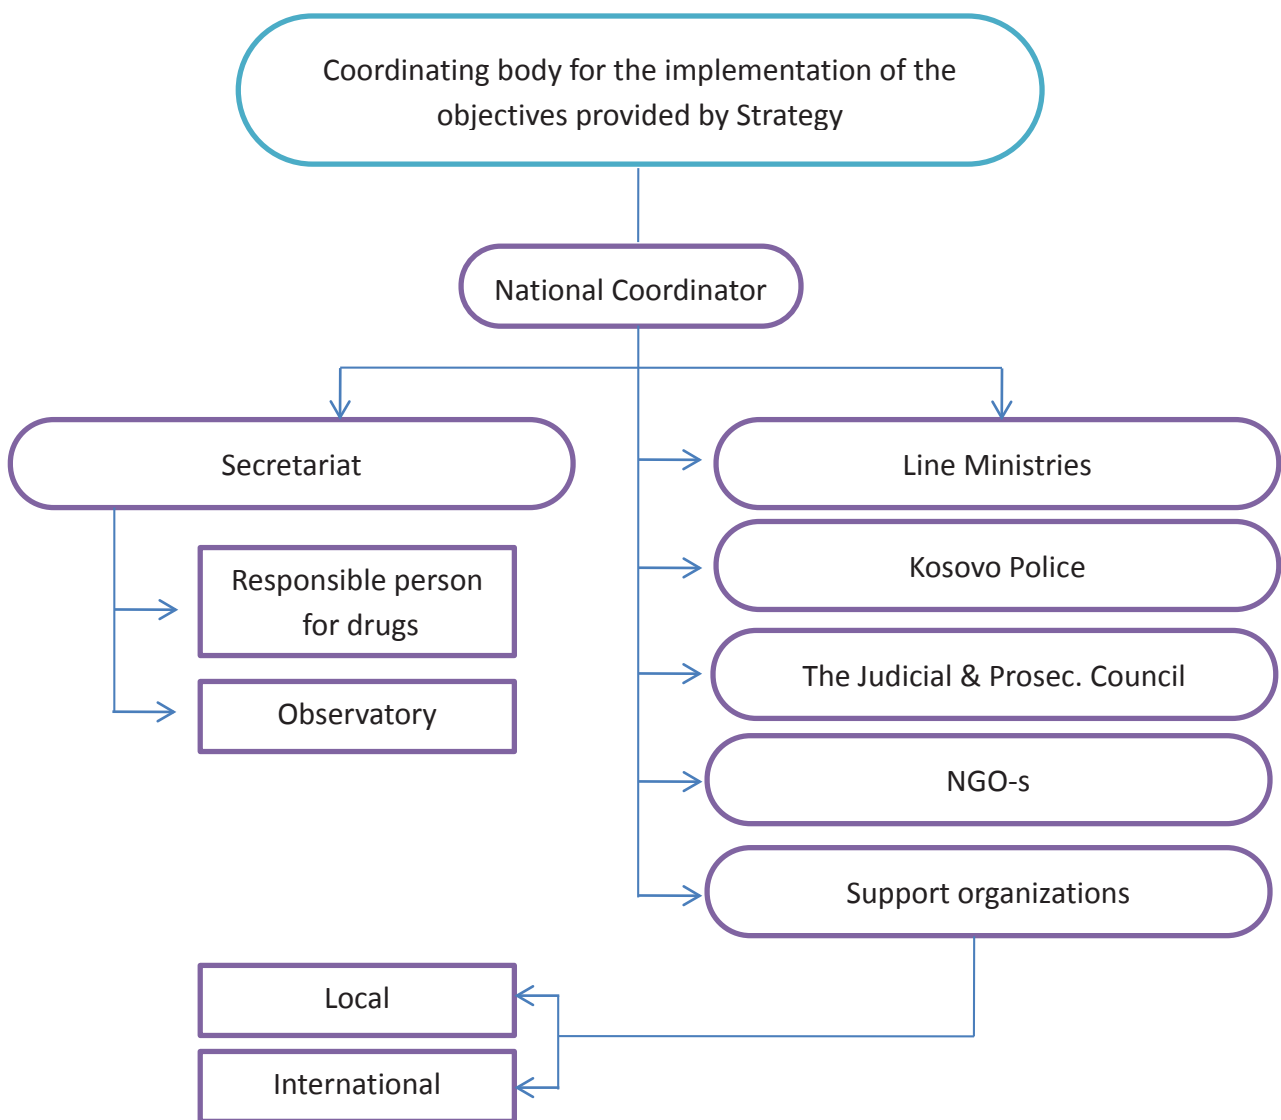 Coordinating body for the implementation of the
objectives provided by Strategy
National Coordinator
Secretariat
Responsible person
for drugs
Observatory
Line Ministries
Kosovo Police
The Judicial & Prosec. Council
NGO-s
Support organizations
Local
International